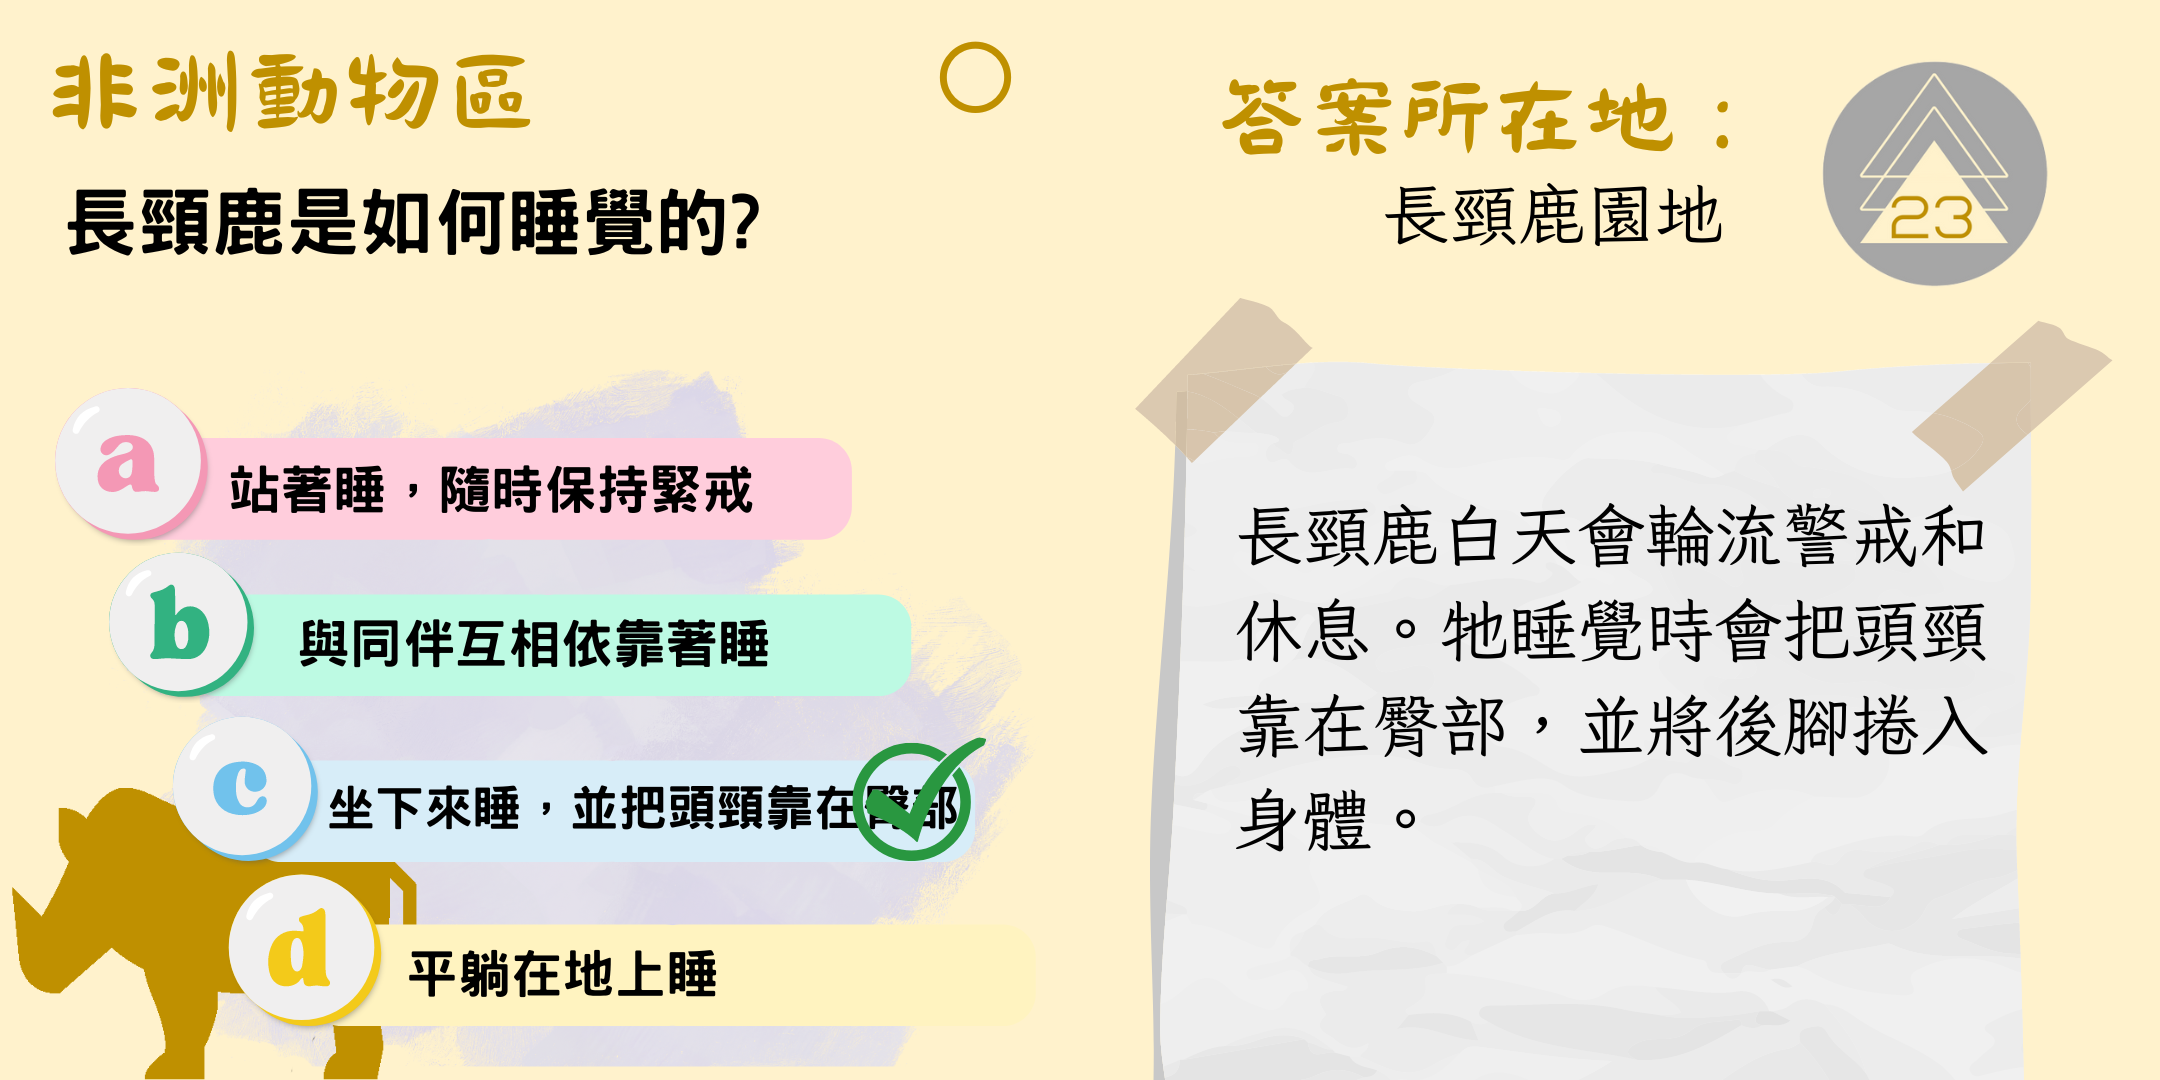 非洲動物區
長頸鹿是如何睡覺的?
a
站著睡，隨時保持緊戒
b
與同伴互相依靠著睡
c
坐下來睡，並把頭頸靠在臀部
d
平躺在地上睡
答案所在地：
長頸鹿園地
23
長頸鹿白天會輪流警戒和
休息。牠睡覺時會把頭頸
靠在臀部，並將後腳捲入
身體。